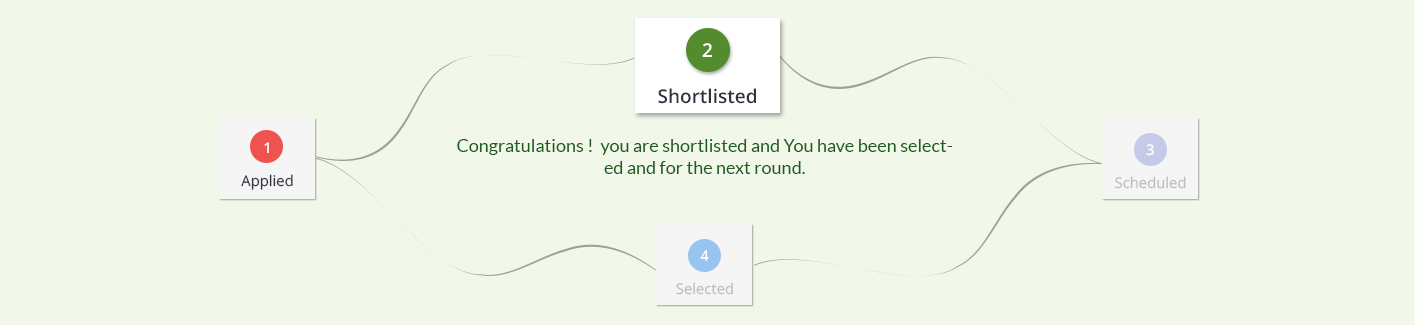 2
Shortlisted
1
Applied
Congratulations !  you are shortlisted and You have been select-
ed and for the next round.
3
Scheduled
4
Selected